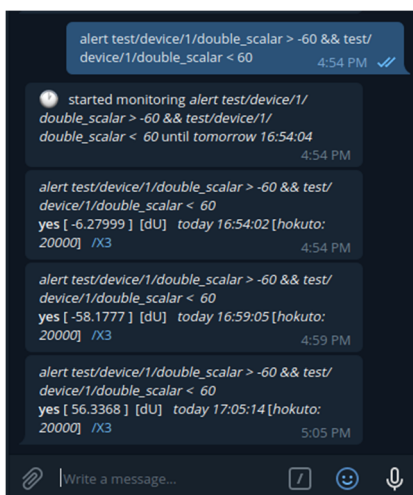 alert test/device/1/double_scalar > -60 && test/
device/1/double_scalar < 60
4:54 PM
started monitoring alert test/device/1/
double_scalar > -60 && test/device/1/
double_scalar < 60 until tomorrow 16:54:04
4:54 PM
alert test/device/1/double_scalar > -60 && test/
device/1/double_scalar < 60
yes [ -6.27999 ] [dU] today 16:54:02 [hokuto:
20000] /X3
4:54 PM
alert test/device/1/double_scalar > -60 && test/
device/1/double_scalar < 60
yes [ -58.1777 ] [dU] today 16:59:05 [hokuto:
20000] /X3
4:59 PM
alert test/device/1/double_scalar > -60 && test/
device/1/double_scalar < 60
yes [ 56.3368 ] [dU] today 17:05:14 [hokuto:
20000] /X3
5:05 PM
Write a message...